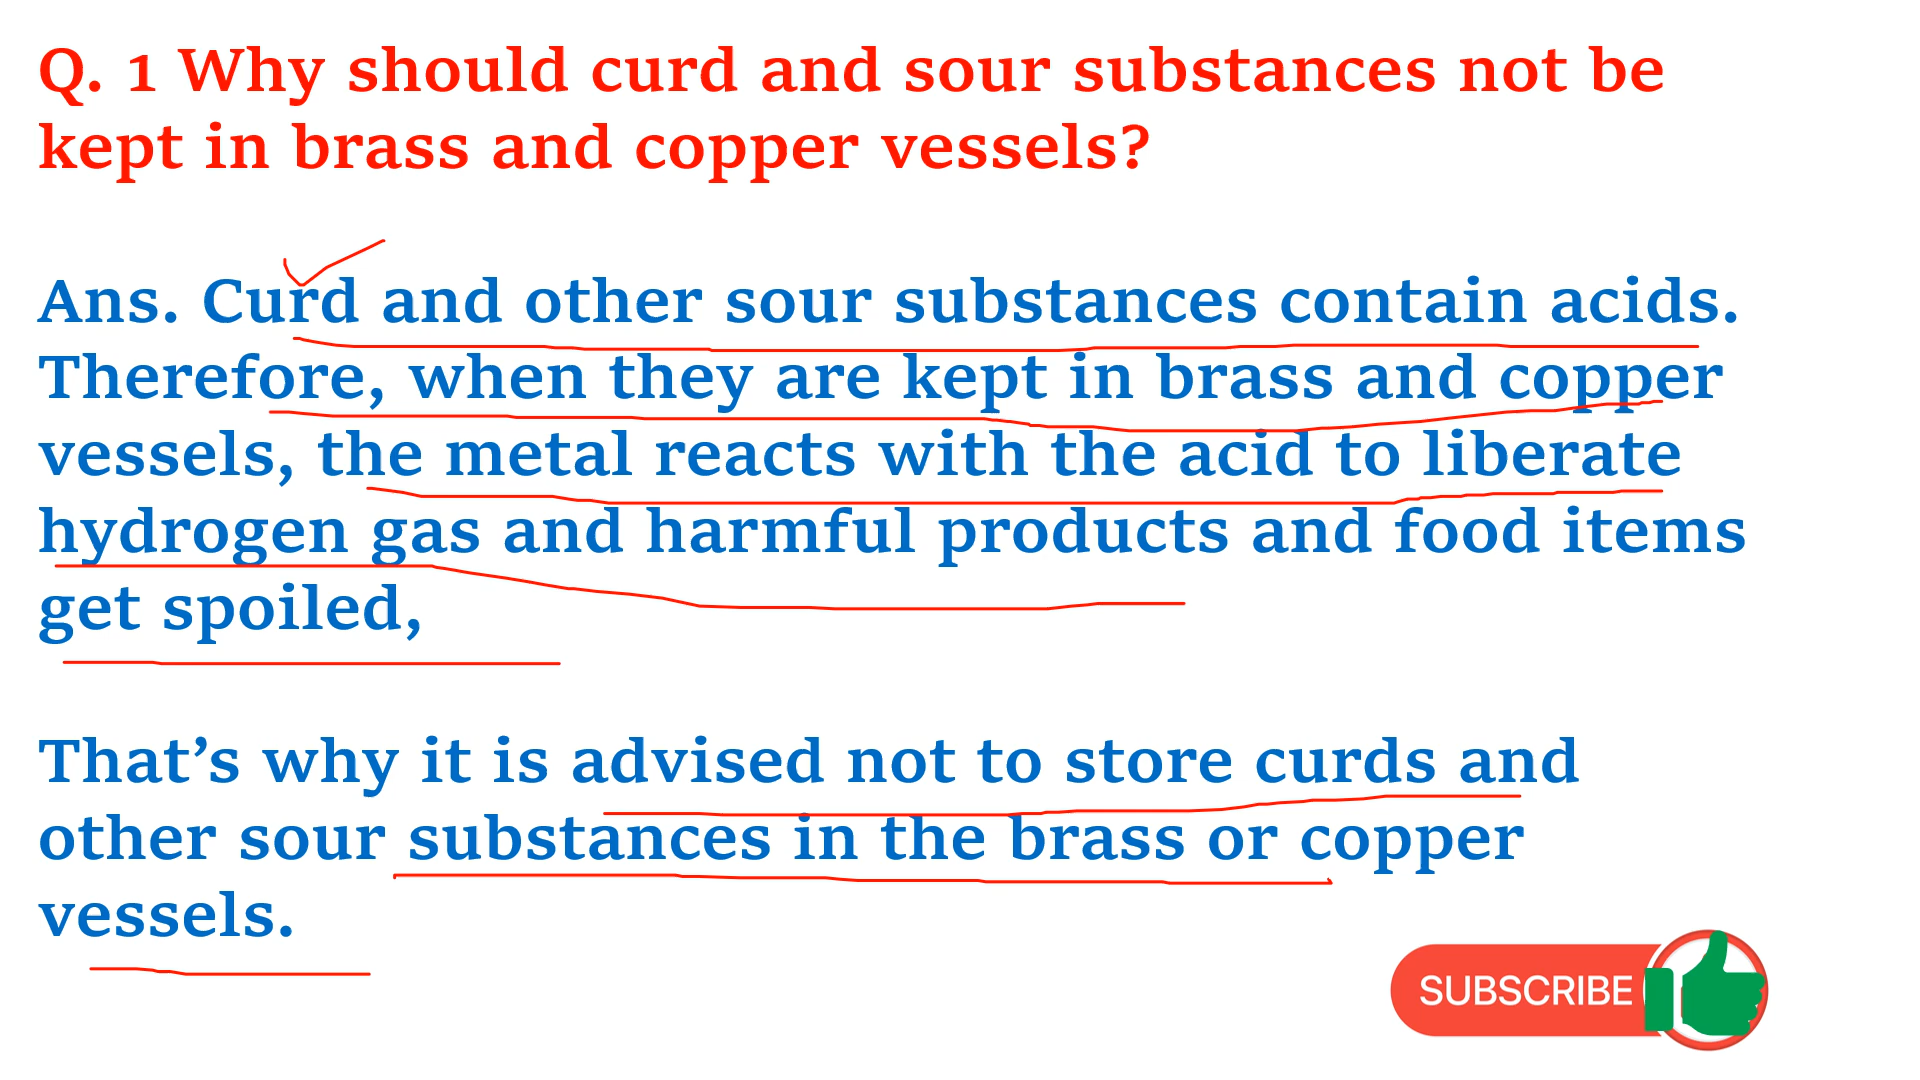 Q. 1 Why should curd and sour substances not be
kept in brass and copper vessels?
Ans. Curd and other sour substances contain acids.
Therefore, when they are kept in brass and copper
vessels, the metal reacts with the acid to liberate
hydrogen gas and harmful products and food items
get spoiled,
That’s why it is advised not to store curds and
other sour substances in the brass or copper
vessels.
SUBSCRIBE